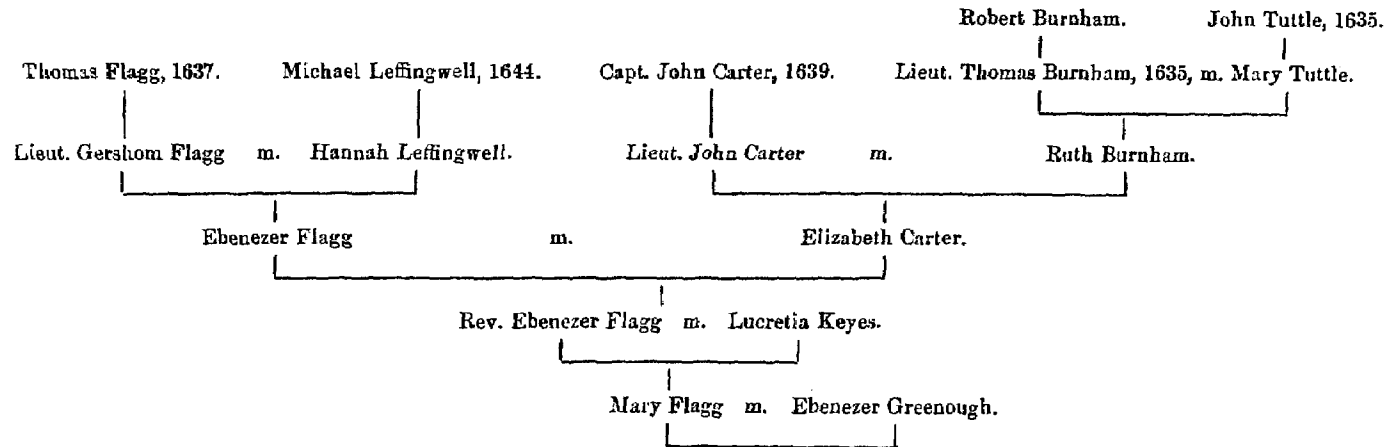 Robert Burnham. John Tuttle, 1635.
Thomas Flagg, 1637. Michael Leffingwell, 1644. Capt. John Carter, 1639. Lieut. Thomas Burnham, 1635, m. Mary Tuttle.
Lieut. Gershom Flagg m. Hannah Leffingwell. Lieut. John Carter m. Ruth Burnham.
Ebenezer Flagg m. Elizabeth Carter.
Rev. Ebenezer Flagg m. Lucretia Keyes.
Mary Flagg m. Ebenezer Greenough.